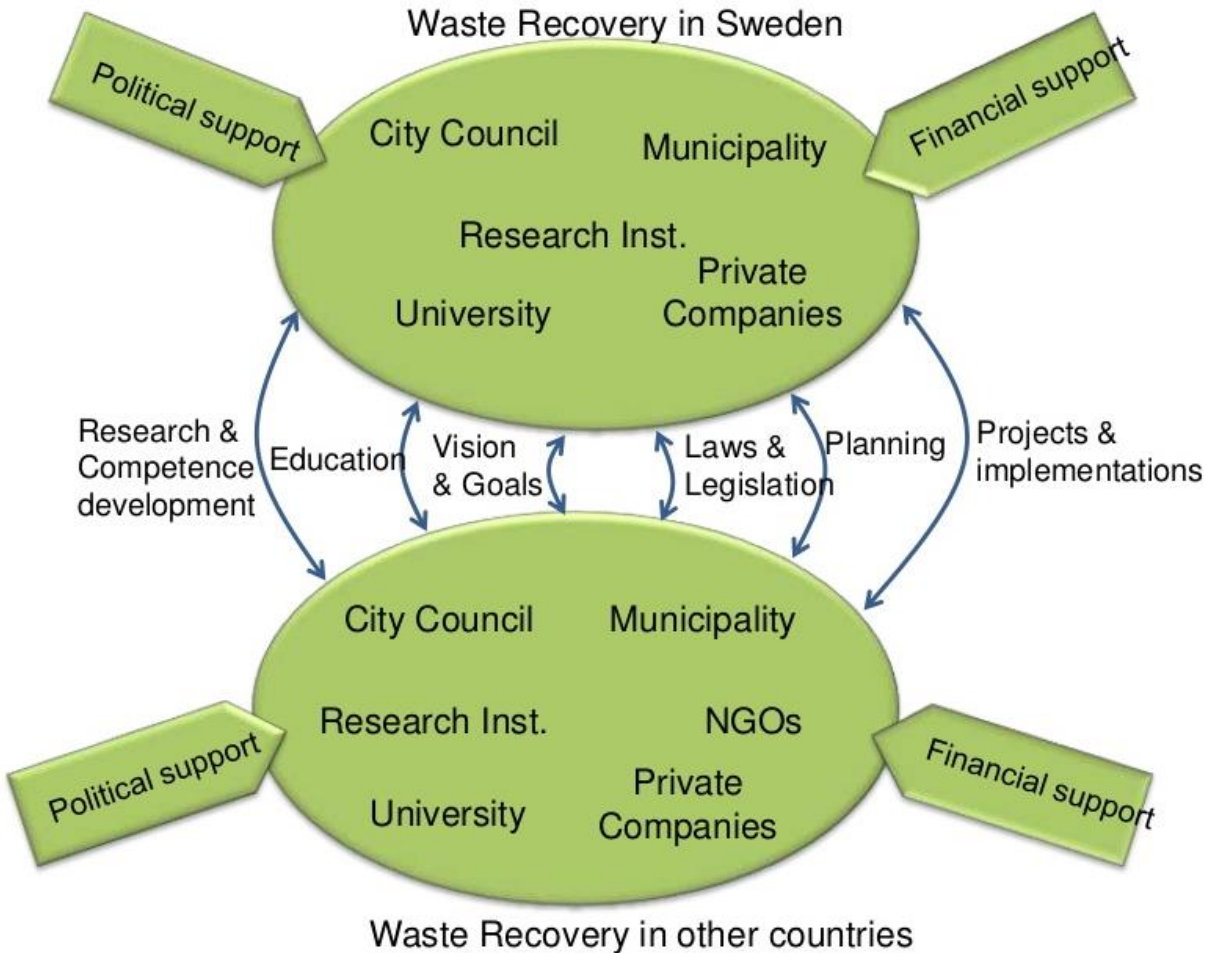 Waste Recovery in Sweden
Political support
Financial support
City Council
Municipality
Research Inst.
Private
Companies
University
Research &
Competence
development
Education
Vision
& Goals
Laws &
Legislation
Planning
Projects &
implementations
City Council
Municipality
Research Inst.
NGOs
University
Private
Companies
Political support
Financial support
Waste Recovery in other countries